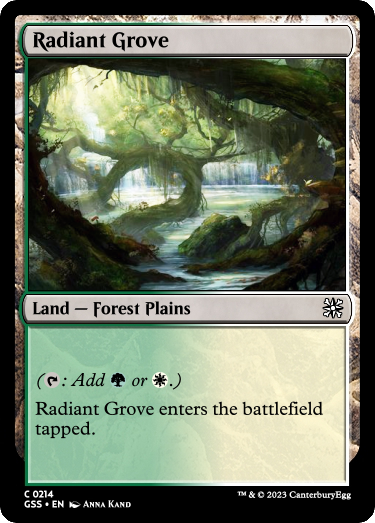 Radiant Grove
Land — Forest Plains
( : Add or .)
Radiant Grove enters the battlefield
tapped.
C 0214
GSS • EN Anna Kand
™ & © 2023 CanterburyEgg